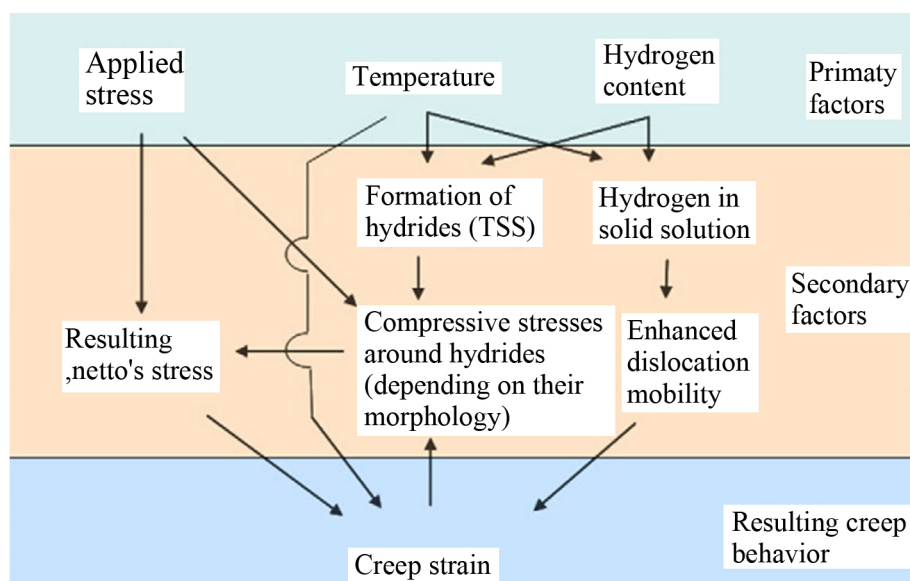 Applied
stress
Temperature
Hydrogen
content
Primaty
factors
Formation of
hydrides (TSS)
Hydrogen in
solid solution
Secondary
factors
Resulting
,netto's stress
Compressive stresses
around hydrides
(depending on their
morphology)
Enhanced
dislocation
mobility
Resulting creep
behavior
Creep strain